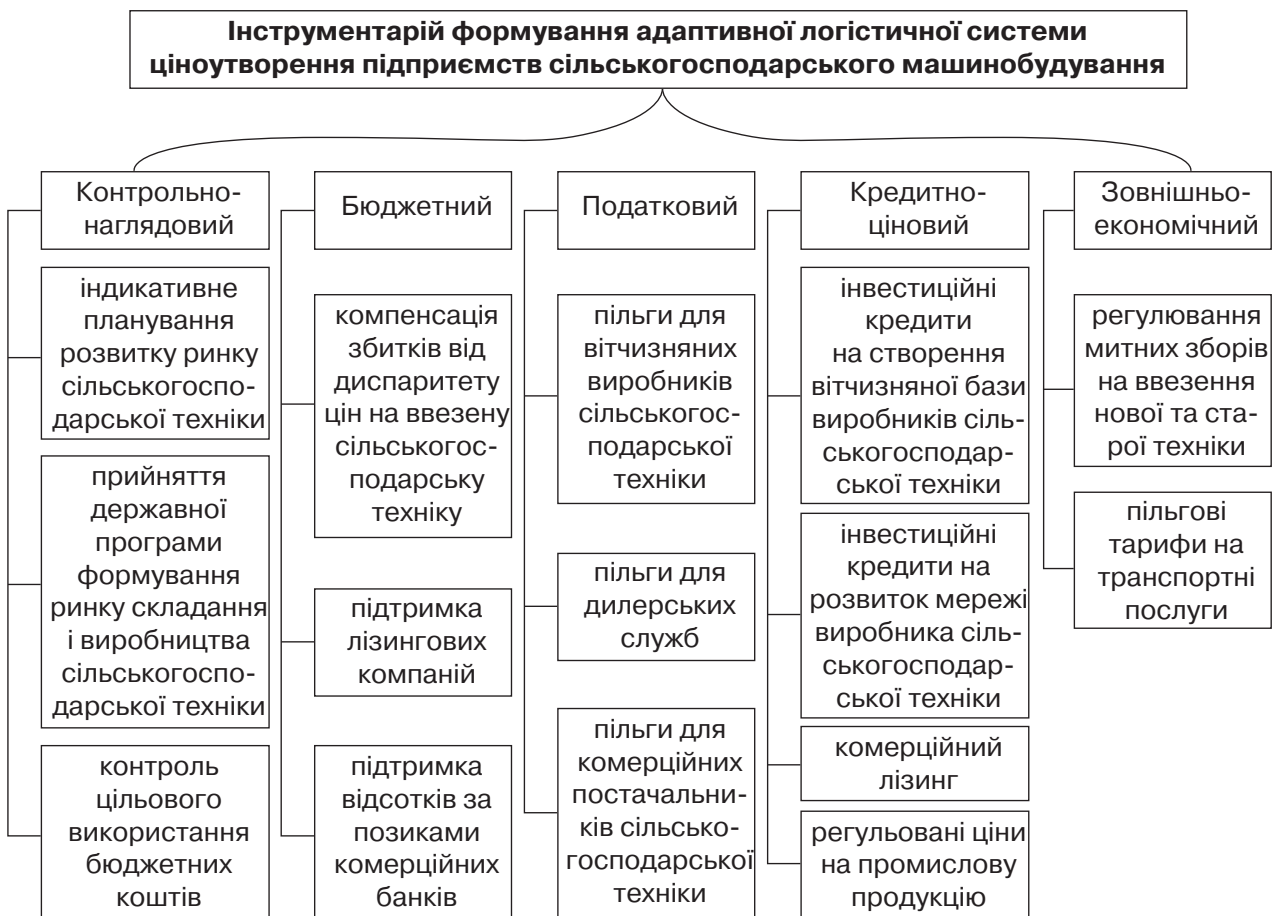 Інструментарій формування адаптивної логістичної системи
ціноутворення підприємств сільськогосподарського машинобудування
Контрольно-
наглядовий
індикативне
планування
розвитку ринку
сільськогоспо-
дарської техніки
прийняття
державної
програми
формування
ринку складання
і виробництва
сільськогоспо-
дарської техніки
контроль
цільового
використання
бюджетних
коштів
Бюджетний
компенсація
збитків від
диспаритету
цін на ввезену
сільськогос-
подарську
техніку
підтримка
лізингових
компаній
підтримка
відсотків за
позиками
комерційних
банків
Податковий
пільги для
вітчизняних
виробників
сільськогос-
подарської
техніки
пільги для
дилерських
служб
пільги для
комерційних
постачальни-
ків сільсько-
господарської
техніки
Кредитно-
ціновий
інвестиційні
кредити
на створення
вітчизняної бази
виробників сіль-
ськогосподар-
ської техніки
інвестиційні
кредити на
розвиток мережі
виробника сіль-
ськогосподар-
ської техніки
комерційний
лізинг
регульовані ціни
на промислову
продукцію
Зовнішньо-
економічний
регулювання
митних зборів
на ввезення
нової та ста-
рої техніки
пільгові
тарифи на
транспортні
послуги